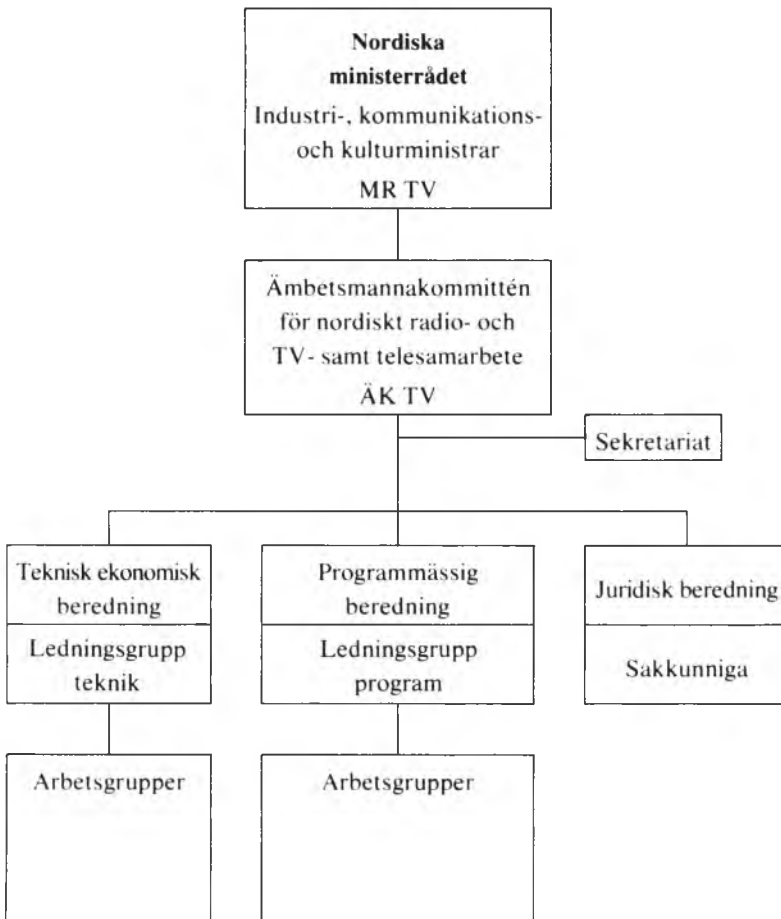 Nordiska
ministerrådet
Industri-, kommunikations-
och kulturministrar
MR TV
Ämbetsmannakommittén
för nordiskt radio- och
TV- samt telesamarbete
ÄK TV
Sekretariat
Teknisk ekonomisk
beredning
Ledningsgrupp
teknik
Programmässig
beredning
Ledningsgrupp
program
Juridisk beredning
Sakkunniga
Arbetsgrupper
Arbetsgrupper